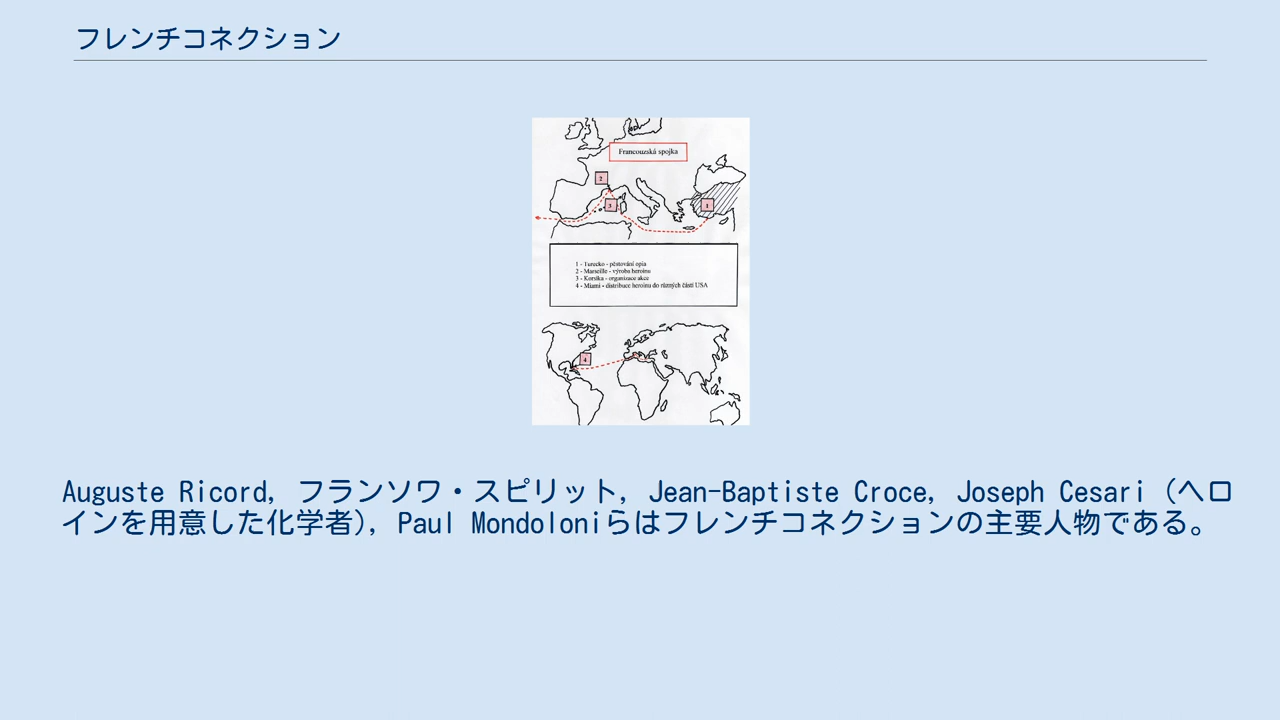 フレンチコネクション
Francouzská spojka
2
3
1
1 - Turecko - pěstování opia
2 - Marseille - výroba heroinu
3 - Korsika - organizace akce
4 - Miami - distribuce heroinu do různých částí USA
4
Auguste Ricord, フランソワ・スピリット, Jean-Baptiste Croce, Joseph Cesari (ヘロ
インを用意した化学者), Paul Mondoloniらはフレンチコネクションの主要人物である。